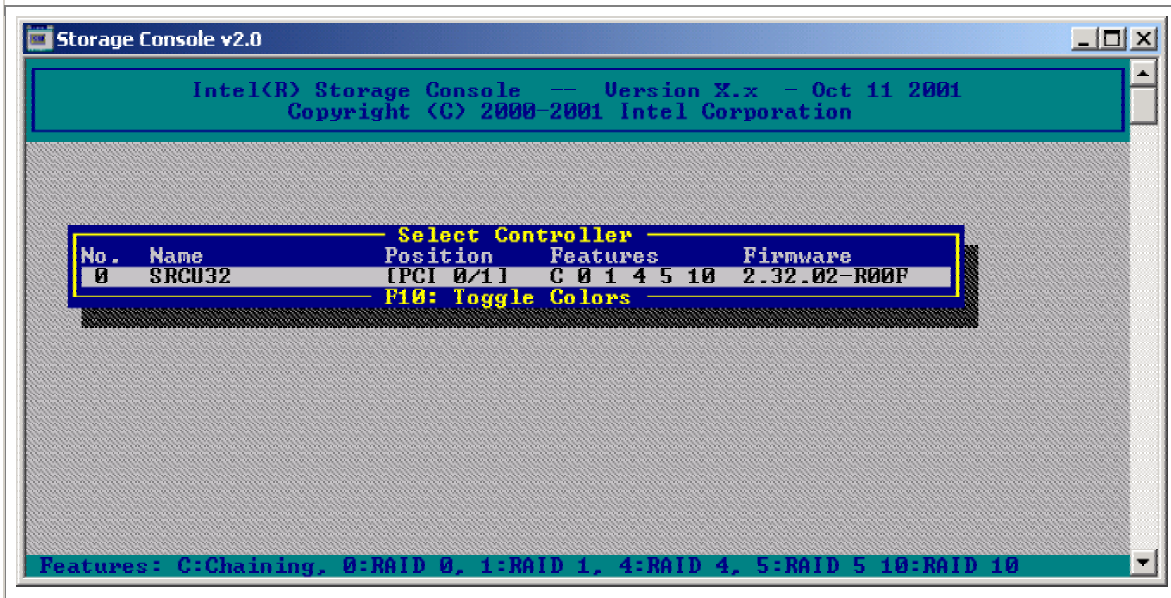 Storage Console v2.0
Intel(R) Storage Console -- Version X.x - Oct 11 2001
Copyright (C) 2000-2001 Intel Corporation
Select Controller
No. Name Position Features Firmware
0 SRCU32 [PCI 0/1] C 0 1 4 5 10 2.32.02-R00F
F10: Toggle Colors
Features: C:Chaining, 0:RAID 0, 1:RAID 1, 4:RAID 4, 5:RAID 5 10:RAID 10